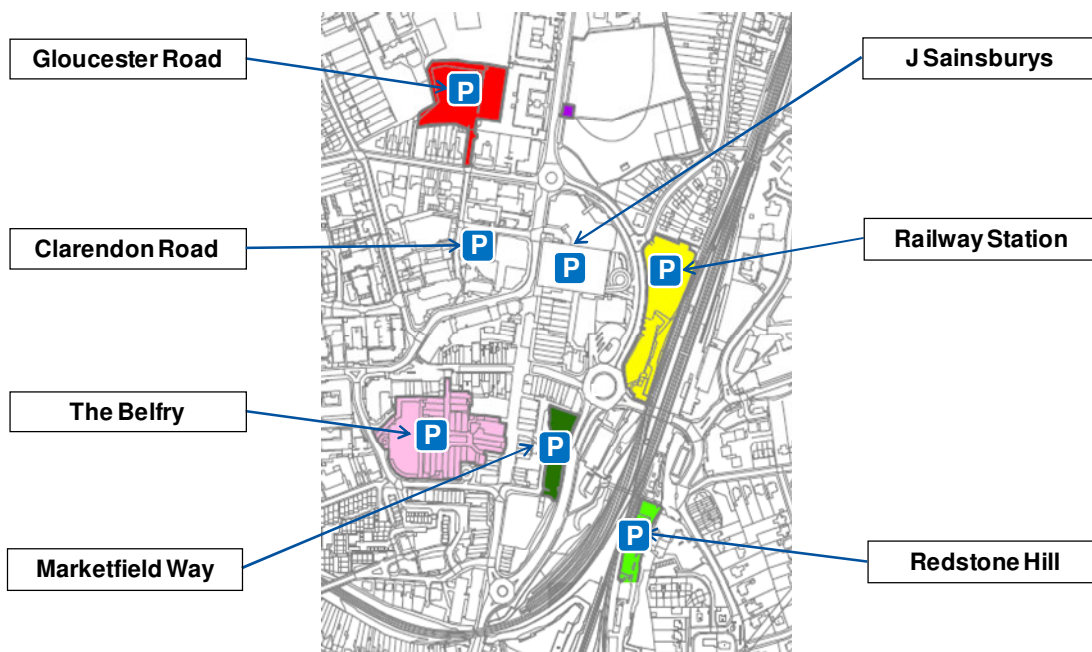 Gloucester Road
J Sainsburys
P
Clarendon Road
Railway Station
P
P
P
The Belfry
P
P
Marketfield Way
P
Redstone Hill